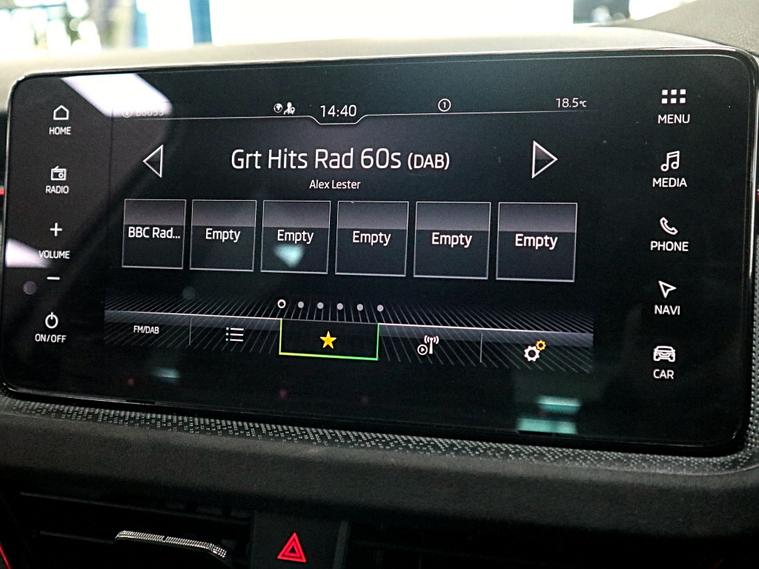 14:40
1
18.5°C
HOME
MENU
Grt Hits Rad 60s (DAB)
Alex Lester
RADIO
MEDIA
BBC Rad...
Empty
Empty
Empty
Empty
Empty
+
VOLUME
−
PHONE
NAVI
FM/DAB
ON/OFF
CAR